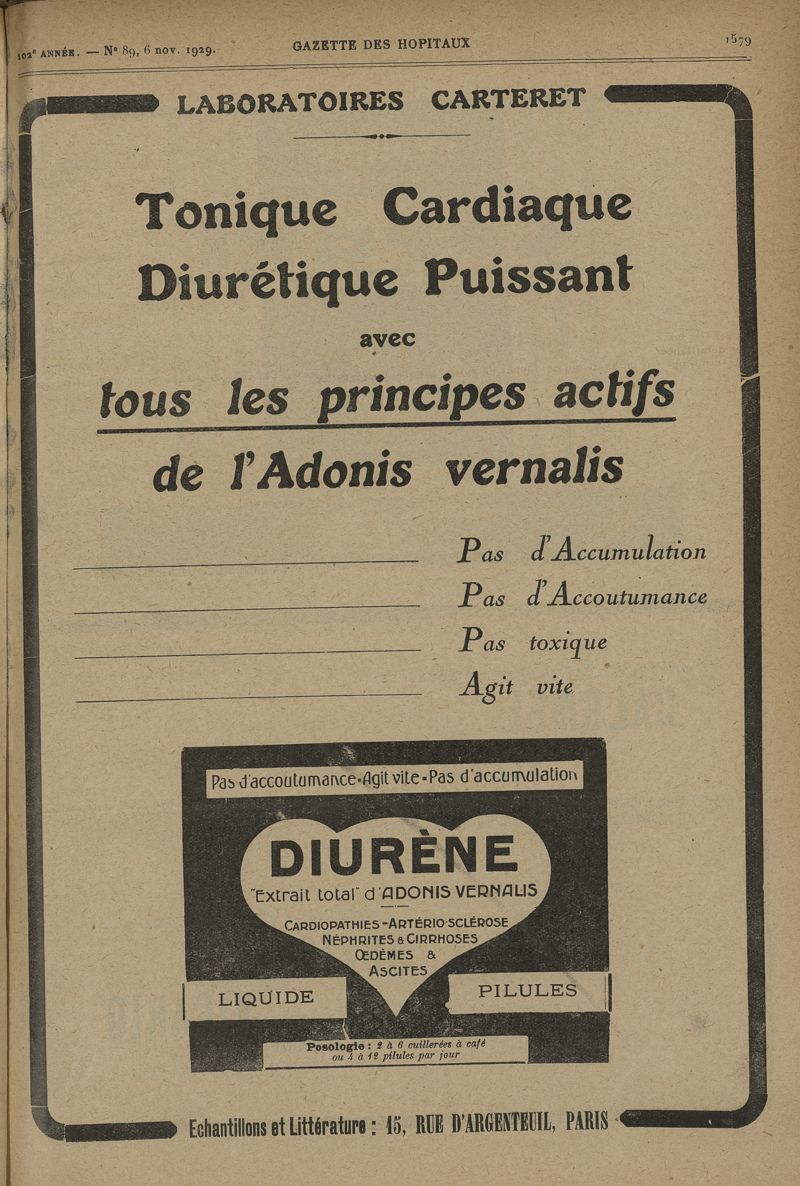 102e ANNÉE. — No 89, 6 nov. 1929.
GAZETTE DES HOPITAUX
1579
LABORATOIRES CARTERET
Tonique Cardiaque
Diurétique Puissant
avec
tous les principes actifs
de l'Adonis vernalis
Pas d'Accumulation
Pas d'Accoutumance
Pas toxique
Agit vite
Pas d'accoutumance-Agit vite-Pas d'accumulation
DIURÈNE
"Extrait total" d'ADONIS VERNALIS
CARDIOPATHIES-ARTÉRIO-SCLÉROSE
NÉPHRITES & CIRRHOSES
ŒDÈMES &
ASCITES
LIQUIDE
PILULES
Posologie : 2 à 6 cuillerées à café
ou 4 à 12 pilules par jour
Echantillons et Littérature : 15, RUE D'ARGENTEUIL, PARIS